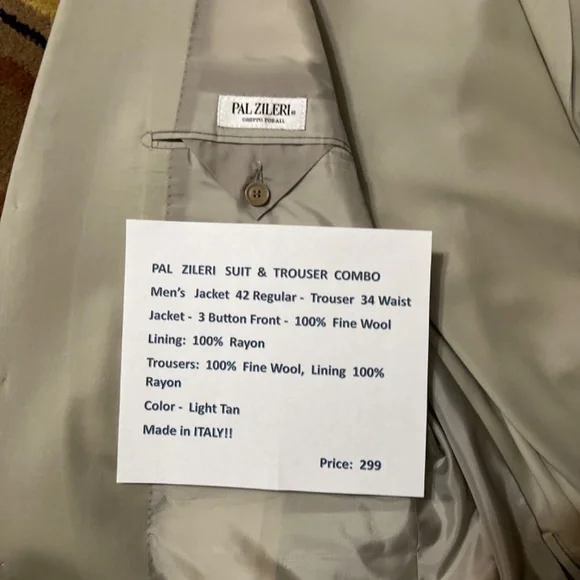 PAL ZILERI
GRUPPO FORALL
PAL ZILERI SUIT & TROUSER COMBO
Men's Jacket 42 Regular - Trouser 34 Waist
Jacket - 3 Button Front - 100% Fine Wool
Lining: 100% Rayon
Trousers: 100% Fine Wool, Lining 100%
Rayon
Color - Light Tan
Made in ITALY!!
Price: 299